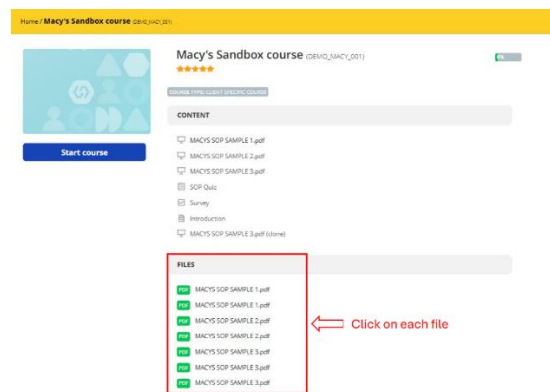 Home / Macy's Sandbox course (DEMO_MACY_001)
Macy's Sandbox course (DEMO_MACY_001)
COURSE TYPE: CLIENT SPECIFIC COURSE
Start course
CONTENT
MACYS SOP SAMPLE 1.pdf
MACYS SOP SAMPLE 2.pdf
MACYS SOP SAMPLE 3.pdf
SOP Quiz
Survey
Introduction
MACYS SOP SAMPLE 3.pdf (clone)
FILES
PDF MACYS SOP SAMPLE 1.pdf
PDF MACYS SOP SAMPLE 1.pdf
PDF MACYS SOP SAMPLE 2.pdf
PDF MACYS SOP SAMPLE 2.pdf
PDF MACYS SOP SAMPLE 3.pdf
PDF MACYS SOP SAMPLE 3.pdf
PDF MACYS SOP SAMPLE 3.pdf
Click on each file